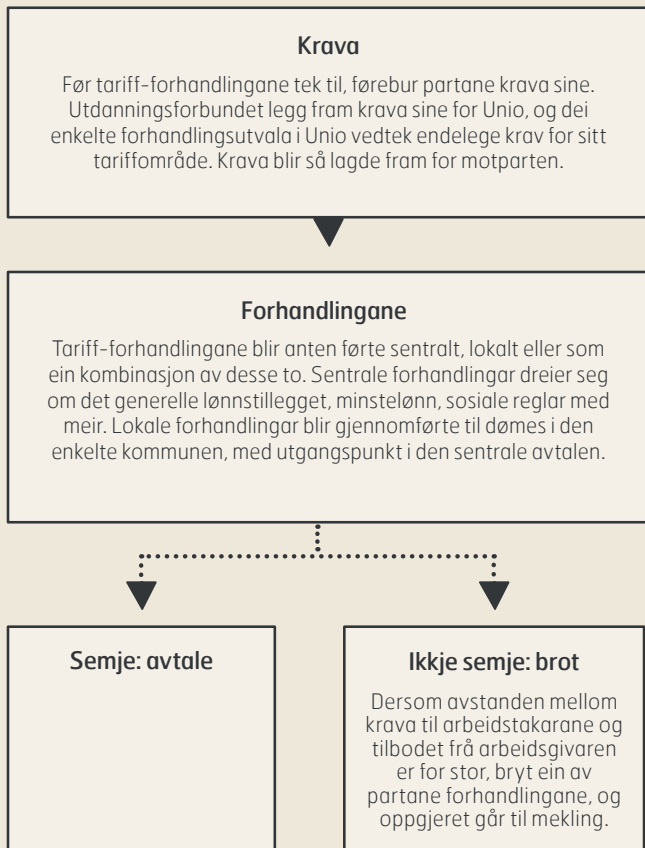 Krava
Før tariff-forhandlingane tek til, førebur partane krava sine.
Utdanningsforbundet legg fram krava sine for Unio, og dei
enkelte forhandlingsutvala i Unio vedtek endelege krav for sitt
tariffområde. Krava blir så lagde fram for motparten.
Forhandlingane
Tariff-forhandlingane blir anten førte sentralt, lokalt eller som
ein kombinasjon av desse to. Sentrale forhandlingar dreier seg
om det generelle lønnstillegget, minstelønn, sosiale reglar med
meir. Lokale forhandlingar blir gjennomførte til dømes i den
enkelte kommunen, med utgangspunkt i den sentrale avtalen.
Semje: avtale
Ikkje semje: brot
Dersom avstanden mellom
krava til arbeidstakarane og
tilbodet frå arbeidsgivaren
er for stor, bryt ein av
partane forhandlingane, og
oppgjeret går til mekling.